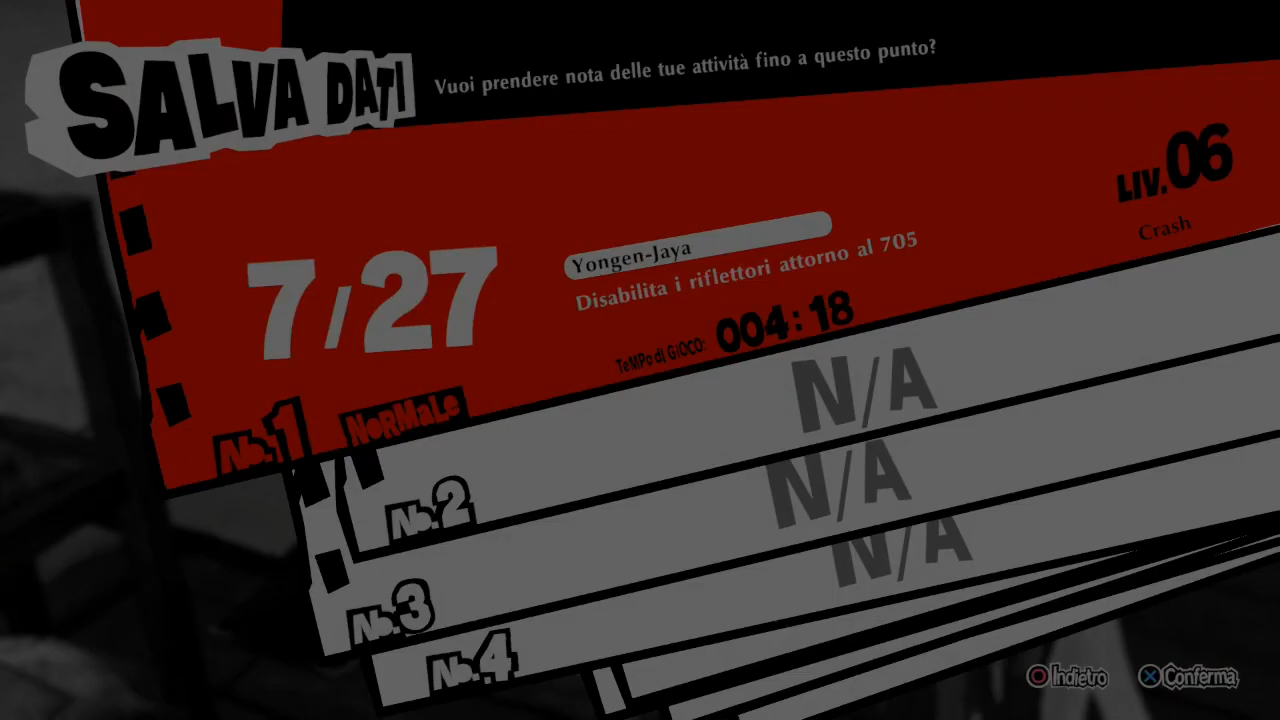 SALVA DATI
Vuoi prendere nota delle tue attività fino a questo punto?
LIV.06
Crash
7/27
Yongen-Jaya
Disabilita i riflettori attorno al 705
TeMPo di GIOCO: 004:18
No.1 NoRMaLe
N/A
No.2
N/A
No.3
N/A
No.4
Indietro
Conferma